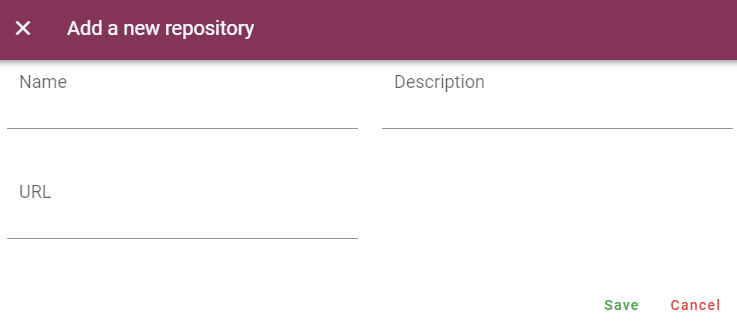 Add a new repository
Name
Description
URL
Save
Cancel